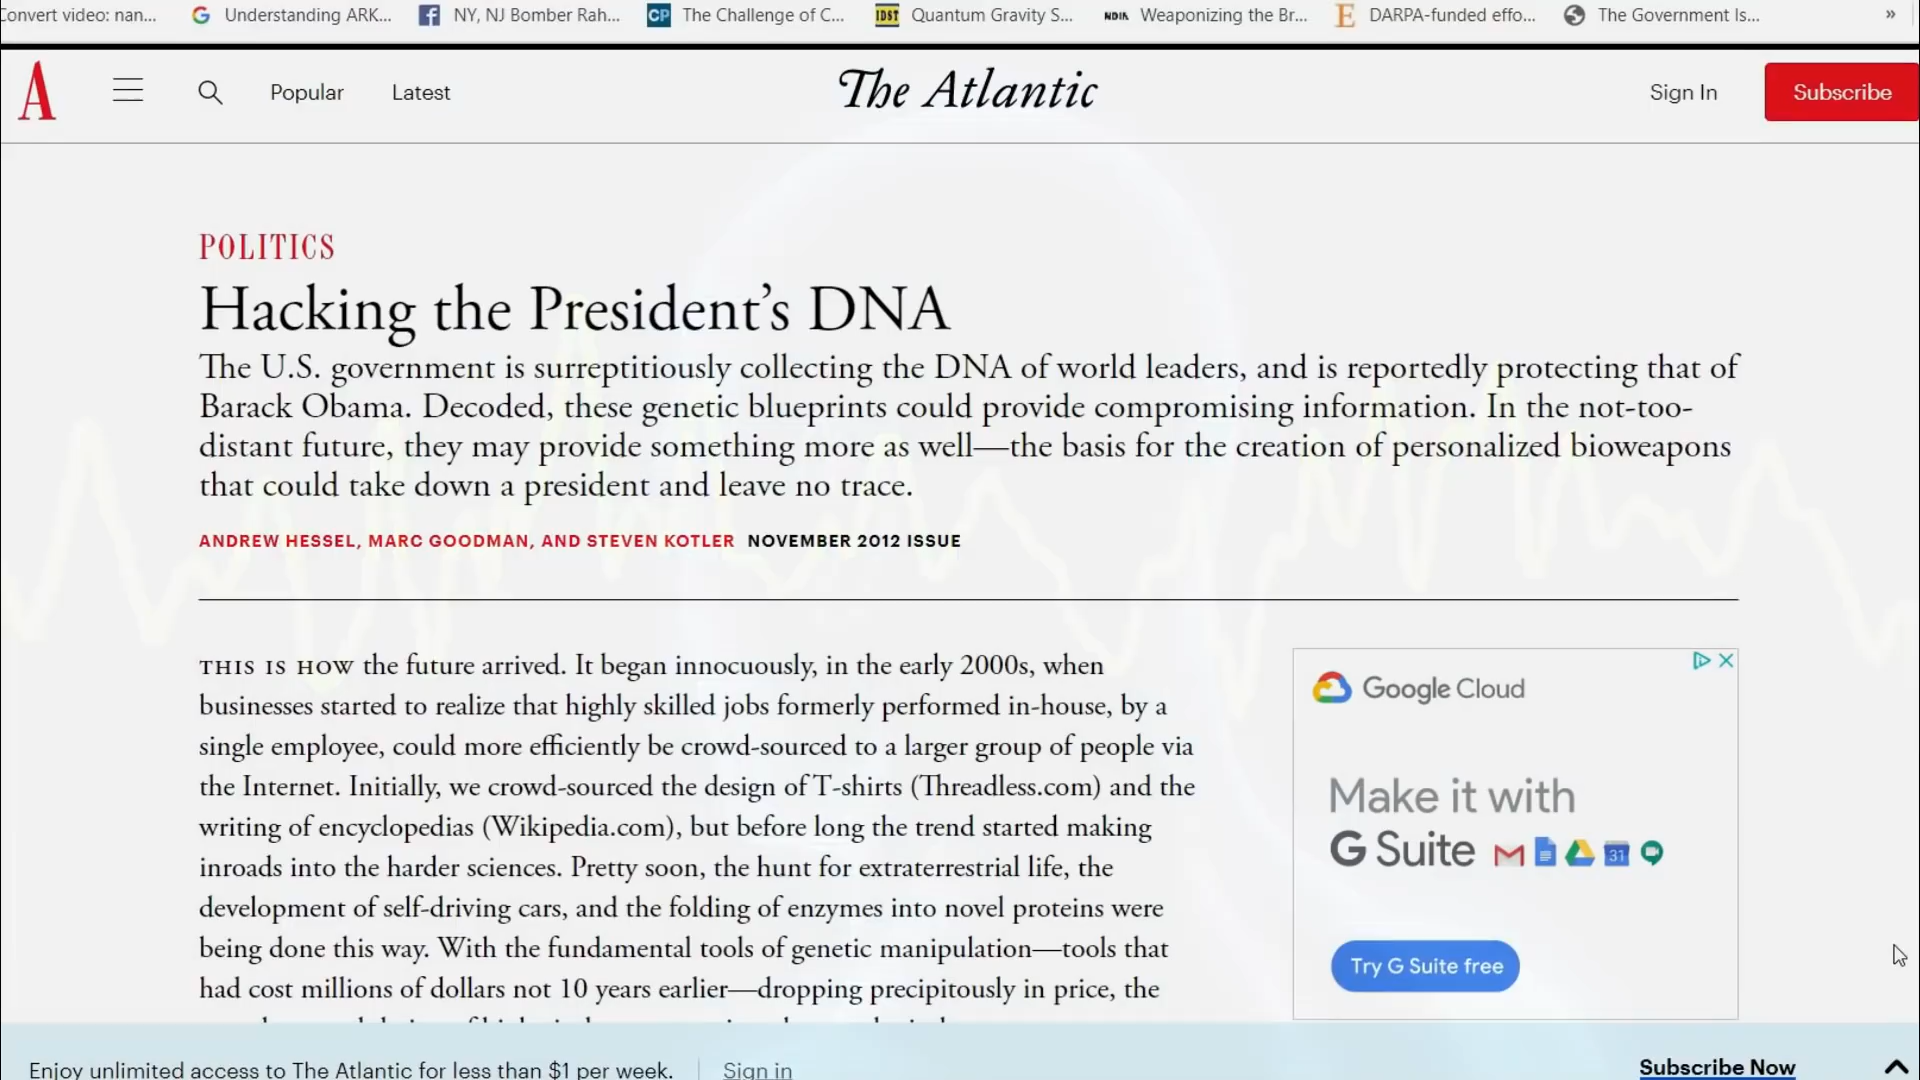 Convert video: nan...
Understanding ARK...
NY, NJ Bomber Rah...
CP The Challenge of C...
IDST Quantum Gravity S...
NDIA Weaponizing the Br...
E DARPA-funded effo...
The Government Is...
»
A
Popular
Latest
The Atlantic
Sign In
Subscribe
POLITICS
Hacking the President’s DNA
The U.S. government is surreptitiously collecting the DNA of world leaders, and is reportedly protecting that of
Barack Obama. Decoded, these genetic blueprints could provide compromising information. In the not-too-
distant future, they may provide something more as well—the basis for the creation of personalized bioweapons
that could take down a president and leave no trace.
ANDREW HESSEL, MARC GOODMAN, AND STEVEN KOTLER NOVEMBER 2012 ISSUE
THIS IS HOW the future arrived. It began innocuously, in the early 2000s, when
businesses started to realize that highly skilled jobs formerly performed in-house, by a
single employee, could more efficiently be crowd-sourced to a larger group of people via
the Internet. Initially, we crowd-sourced the design of T-shirts (Threadless.com) and the
writing of encyclopedias (Wikipedia.com), but before long the trend started making
inroads into the harder sciences. Pretty soon, the hunt for extraterrestrial life, the
development of self-driving cars, and the folding of enzymes into novel proteins were
being done this way. With the fundamental tools of genetic manipulation—tools that
had cost millions of dollars not 10 years earlier—dropping precipitously in price, the
Google Cloud
Make it with
G Suite
31
Try G Suite free
Enjoy unlimited access to The Atlantic for less than $1 per week.
Sign in
Subscribe Now